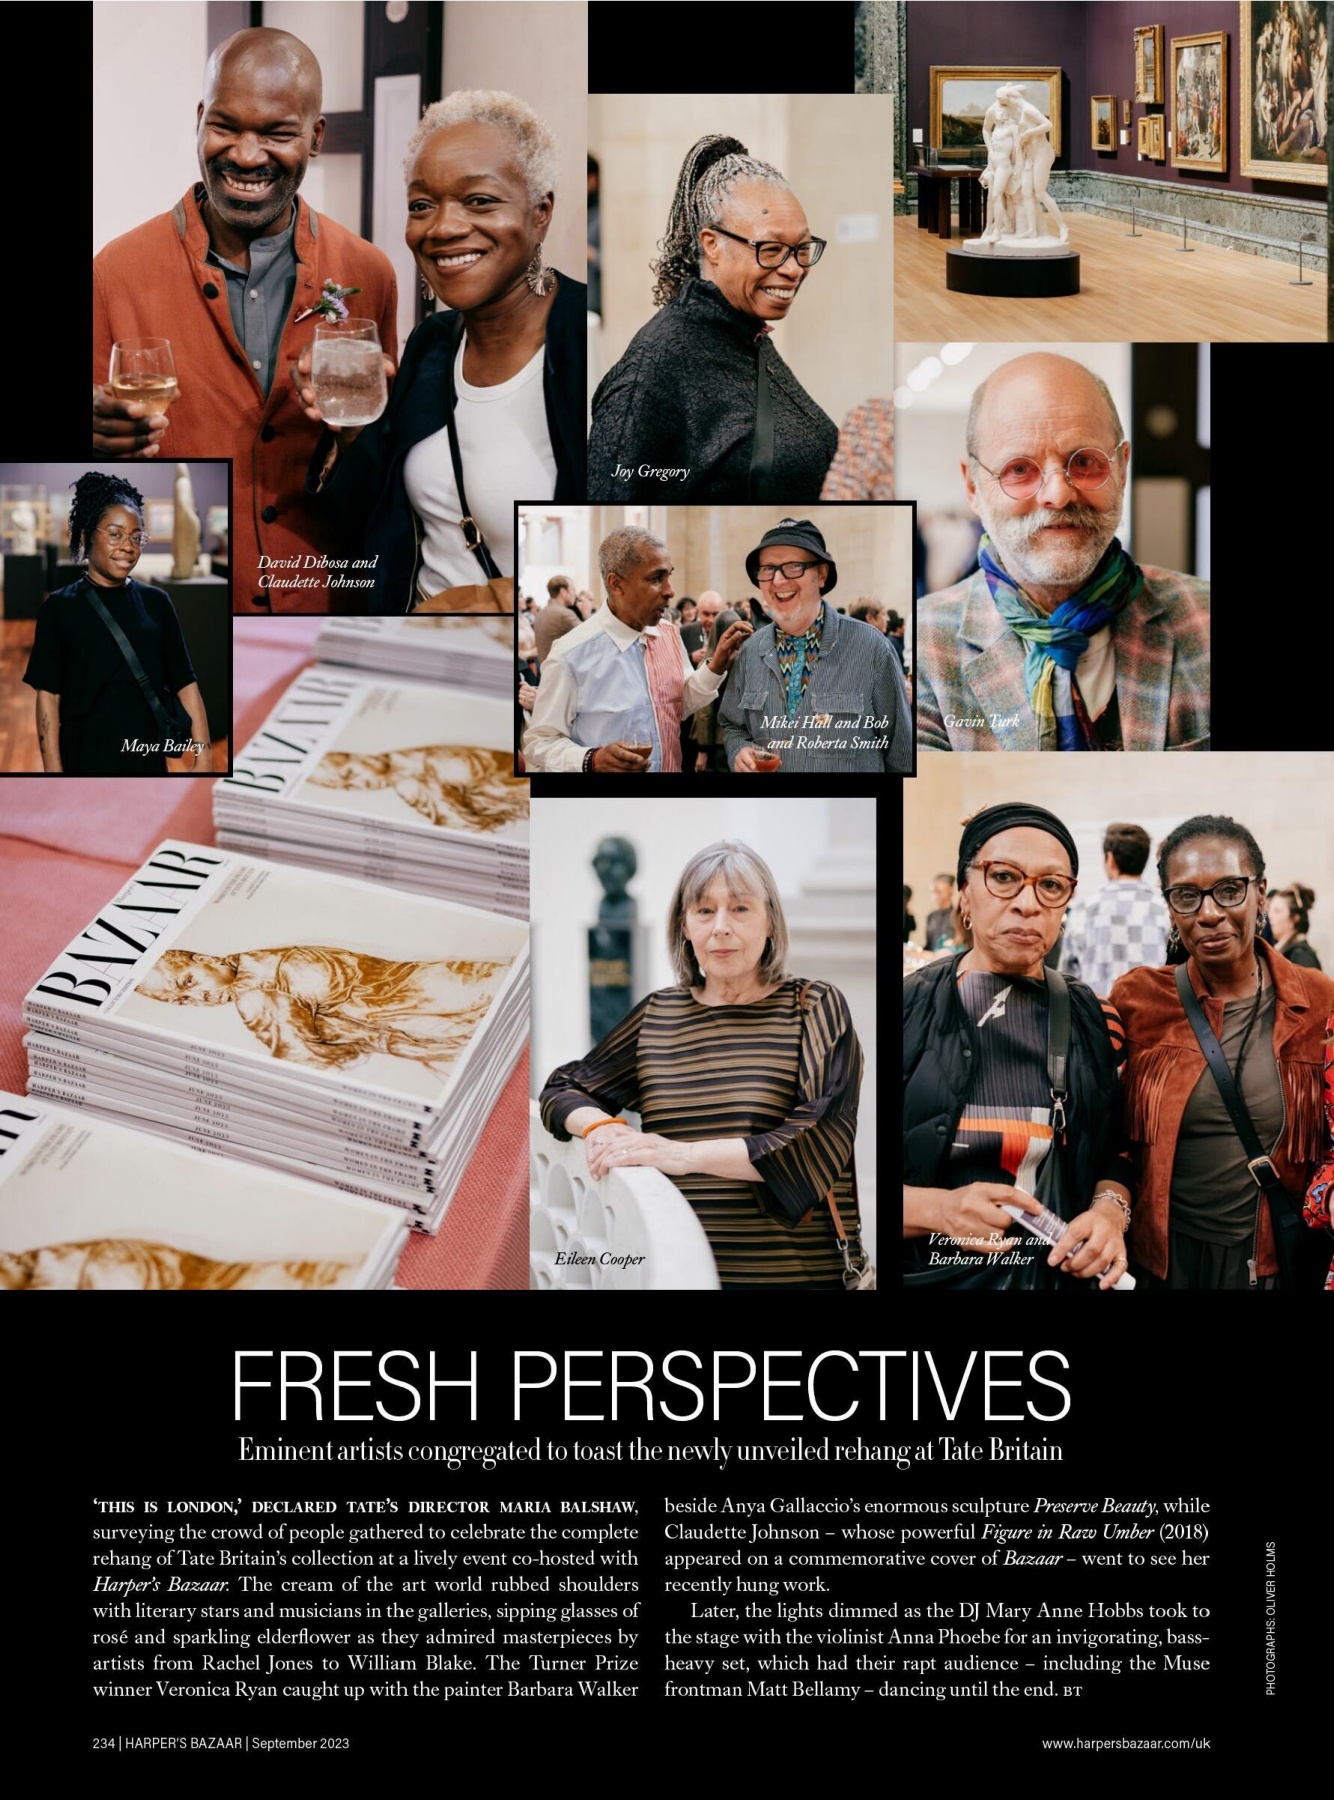 Joy Gregory
David Dibosa and
Claudette Johnson
Maya Bailey
Mikei Hall and Bob
and Roberta Smith
Gavin Turk
BAZAAR
BAZAAR
HARPER'S BAZAAR
JUNE 2023
WOMEN IN THE FRAME
Eileen Cooper
Veronica Ryan and
Barbara Walker
FRESH PERSPECTIVES
Eminent artists congregated to toast the newly unveiled rehang at Tate Britain
‘THIS IS LONDON,’ DECLARED TATE’S DIRECTOR MARIA BALSHAW,
surveying the crowd of people gathered to celebrate the complete
rehang of Tate Britain’s collection at a lively event co-hosted with
Harper’s Bazaar. The cream of the art world rubbed shoulders
with literary stars and musicians in the galleries, sipping glasses of
rosé and sparkling elderflower as they admired masterpieces by
artists from Rachel Jones to William Blake. The Turner Prize
winner Veronica Ryan caught up with the painter Barbara Walker
beside Anya Gallaccio’s enormous sculpture Preserve Beauty, while
Claudette Johnson – whose powerful Figure in Raw Umber (2018)
appeared on a commemorative cover of Bazaar – went to see her
recently hung work.
Later, the lights dimmed as the DJ Mary Anne Hobbs took to
the stage with the violinist Anna Phoebe for an invigorating, bass-
heavy set, which had their rapt audience – including the Muse
frontman Matt Bellamy – dancing until the end. BT
PHOTOGRAPHS: OLIVER HOLMS
234 | HARPER’S BAZAAR | September 2023
www.harpersbazaar.com/uk